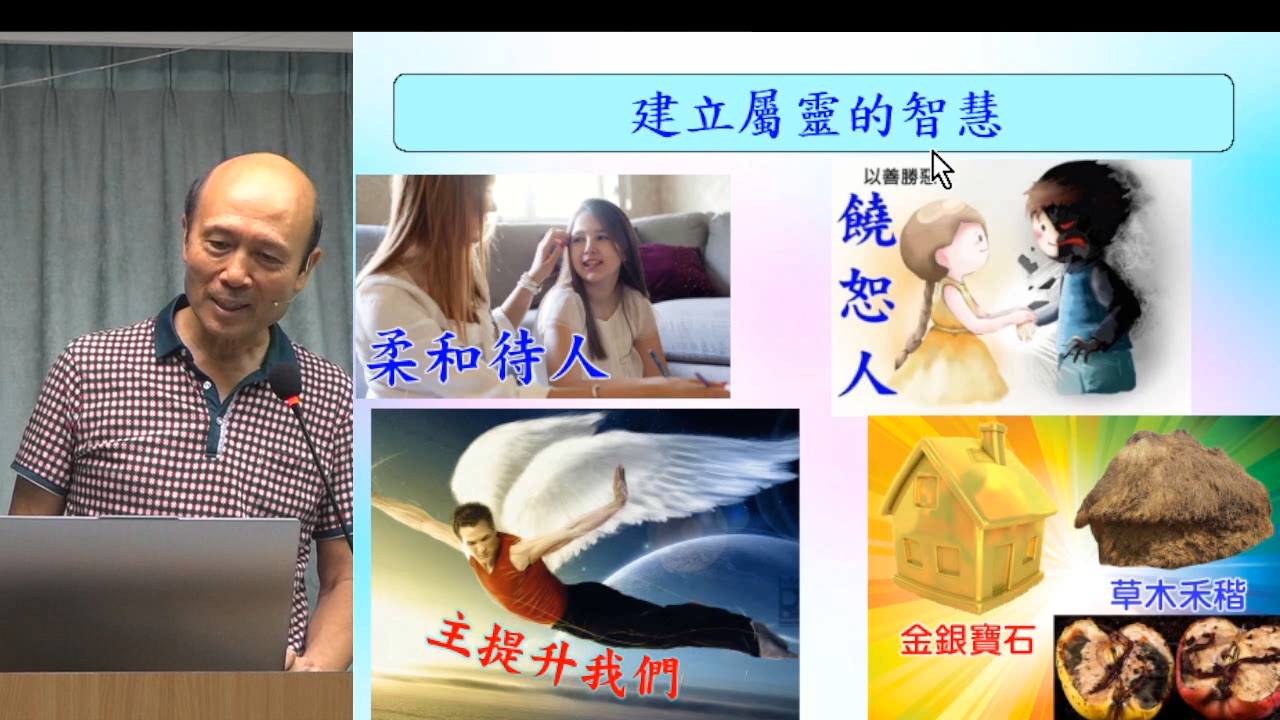 建立屬靈的智慧
柔和待人
以善勝惡
饒恕人
主提升我們
草木禾稭
金銀寶石